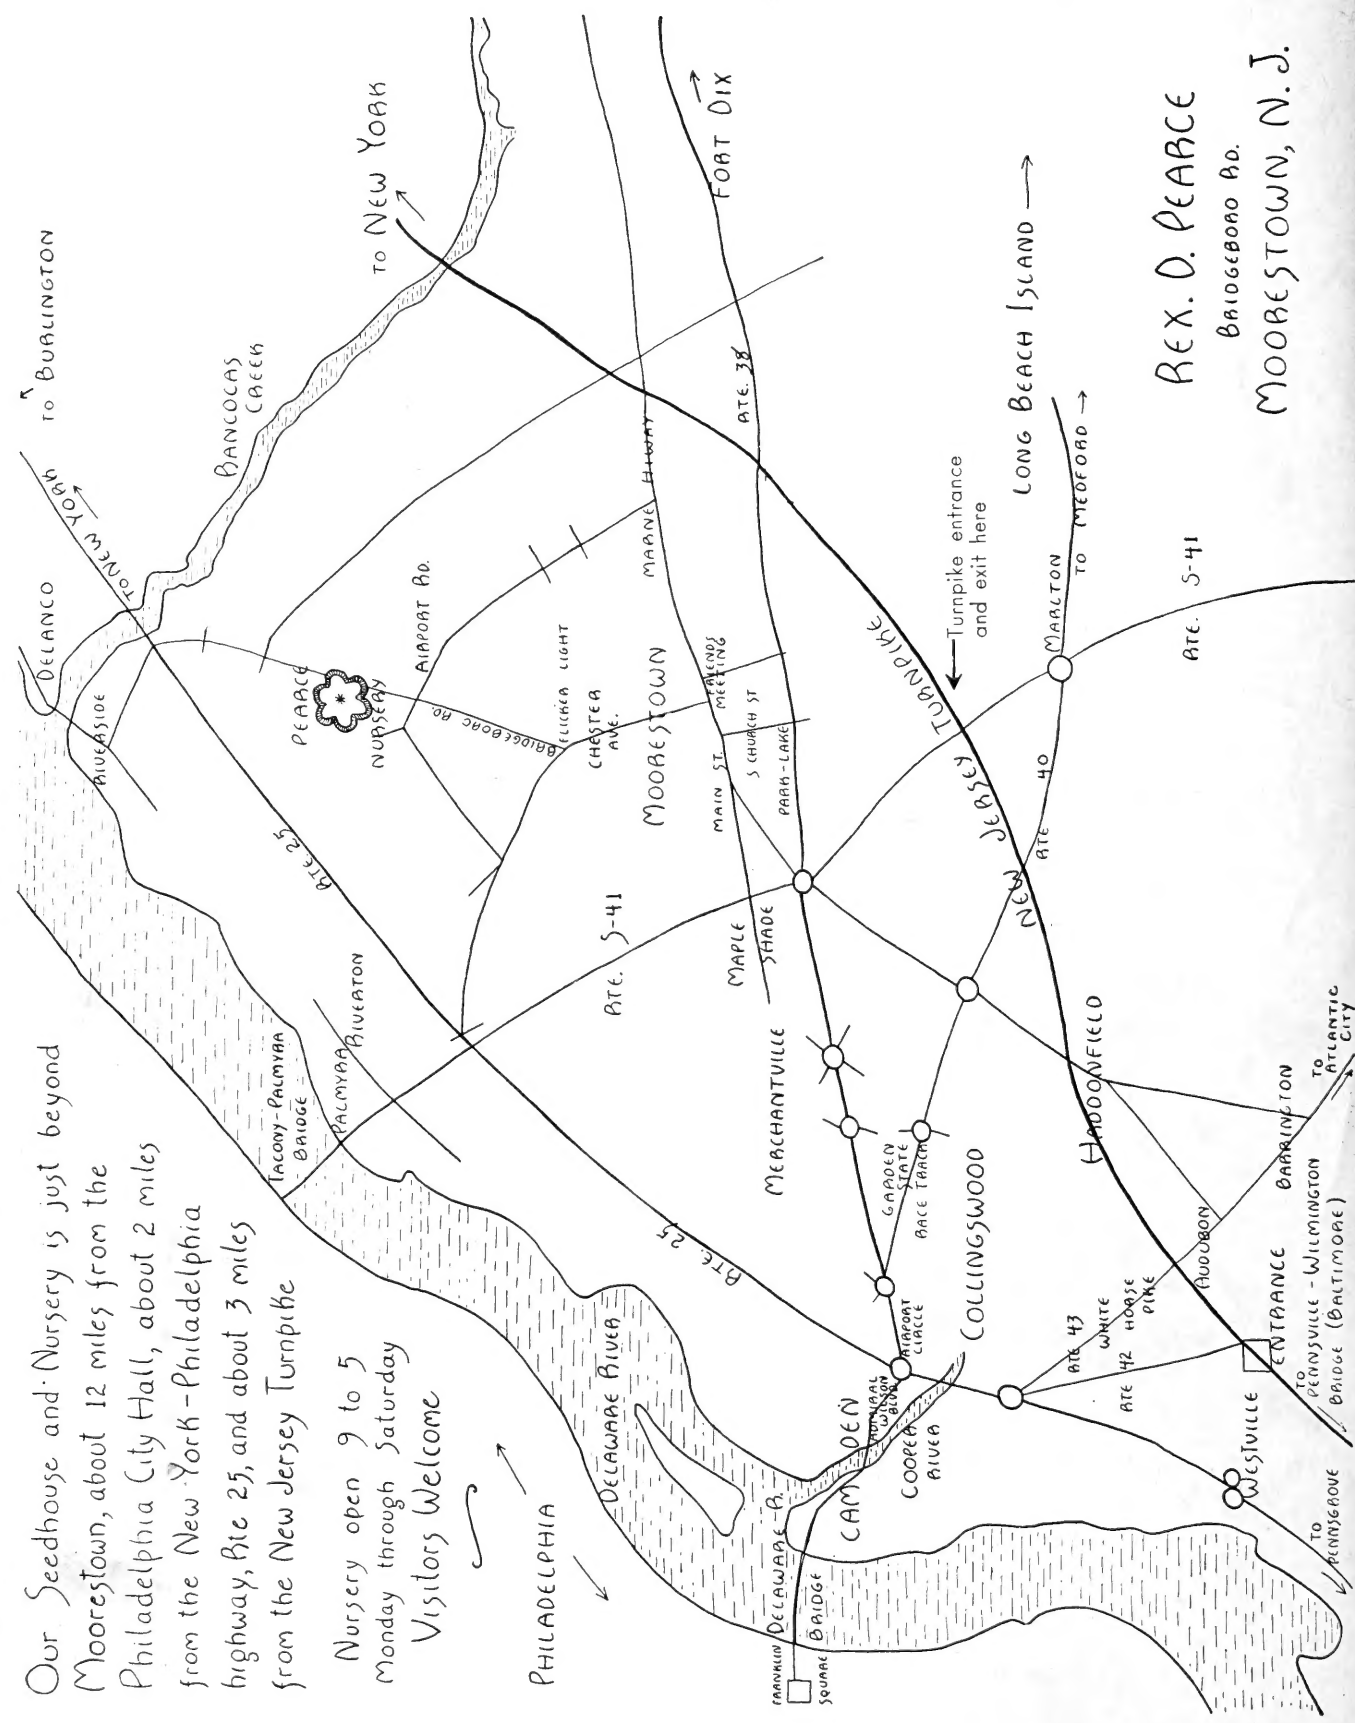 Our Seedhouse and Nursery is just beyond
Moorestown, about 12 miles from the
Philadelphia City Hall, about 2 miles
from the New York-Philadelphia
highway, Rte 25, and about 3 miles
from the New Jersey Turnpike
Nursery open 9 to 5
Monday through Saturday
Visitors Welcome
PHILADELPHIA
DELANCO
TO BURLINGTON
TO NEW YORK
RIVERSIDE
RANCOCAS
CREEK
TO NEW YORK
PEARCE
NURSERY
AIRPORT RD.
BRIDGEBORO RD.
FLICKER LIGHT
CHESTER
AVE.
RTE. 25
TACONY-PALMYRA
BRIDGE
PALMYRA
RIVERTON
RTE. S-41
MOORESTOWN
MARNE HIWAY
FRIENDS
MEETING
MAIN ST.
S CHURCH ST
PARK-LAKE
RTE. 38
FORT DIX
MAPLE
SHADE
MERCHANTVILLE
RTE. 25
DELAWARE RIVER
GARDEN
STATE
RACE TRACK
NEW JERSEY TURNPIKE
Turnpike entrance
and exit here
LONG BEACH ISLAND
MARLTON
TO MEDFORD
RTE 40
RTE. S-41
COLLINGSWOOD
AIRPORT
CIRCLE
ADMIRAL
WILSON
BLVD
CAMDEN
COOPER
RIVER
DELAWARE R.
FRANKLIN
SQUARE
BRIDGE
HADDONFIELD
RTE 43
WHITE
HORSE
PIKE
RTE 42
AUDUBON
BARRINGTON
TO
ATLANTIC
CITY
ENTRANCE
WESTVILLE
TO
PENNSVILLE-WILMINGTON
BRIDGE (BALTIMORE)
TO
PENNSGROVE
REX. D. PEARCE
BRIDGEBORO RD.
MOORESTOWN, N.J.